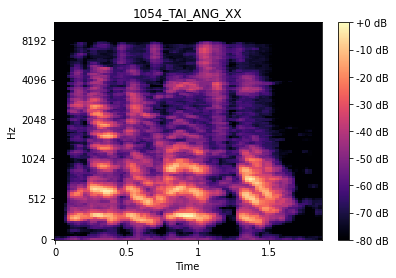 1054_TAI_ANG_XX
+0 dB
8192
-10 dB
4096
-20 dB
-30 dB
2048
Hz
-40 dB
1024
-50 dB
512
-60 dB
-70 dB
0
-80 dB
0
0.5
1
1.5
Time